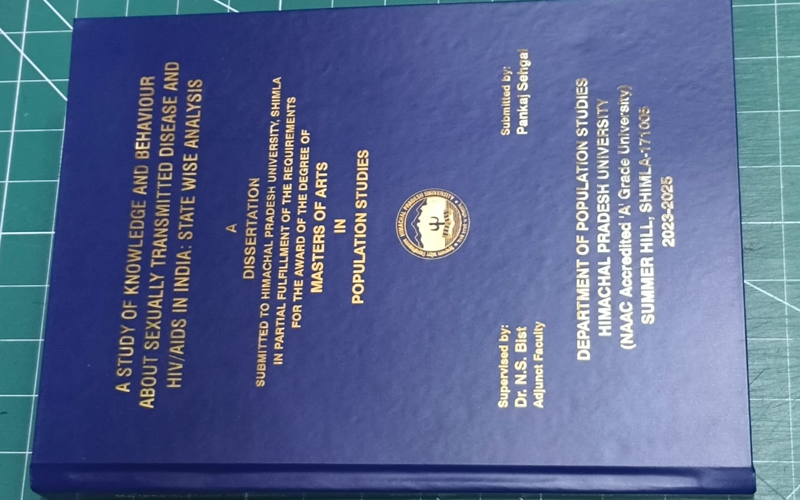 A STUDY OF KNOWLEDGE AND BEHAVIOUR
ABOUT SEXUALLY TRANSMITTED DISEASE AND
HIV/AIDS IN INDIA: STATE WISE ANALYSIS
A
DISSERTATION
SUBMITTED TO HIMACHAL PRADESH UNIVERSITY, SHIMLA
IN PARTIAL FULFILLMENT OF THE REQUIREMENTS
FOR THE AWARD OF THE DEGREE OF
MASTERS OF ARTS
IN
POPULATION STUDIES
HIMACHAL PRADESH UNIVERSITY
Supervised by:
Dr. N.S. Bist
Adjunct Faculty
Submitted by:
Pankaj Sehgal
DEPARTMENT OF POPULATION STUDIES
HIMACHAL PRADESH UNIVERSITY
(NAAC Accredited 'A' Grade University)
SUMMER HILL, SHIMLA-171005
2023-2025